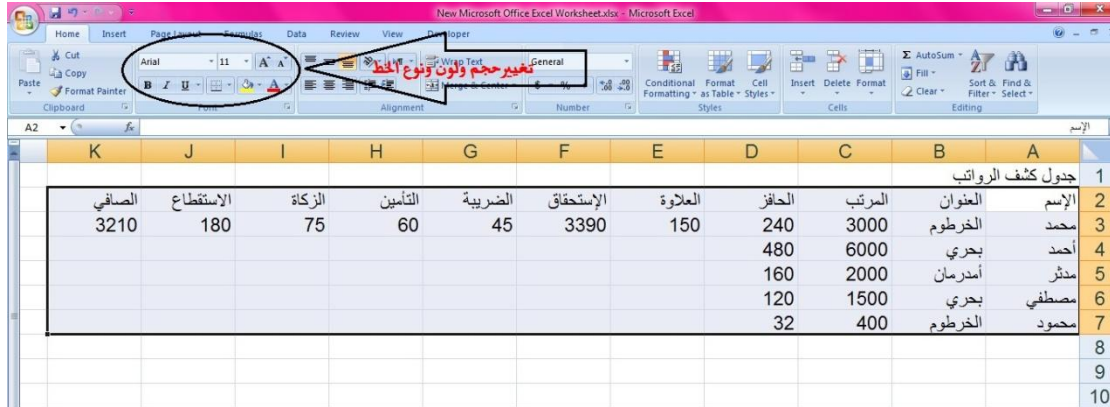 New Microsoft Office Excel Worksheet.xlsx - Microsoft Excel
Home Insert Page Layout Formulas Data Review View Developer
Cut Copy Format Painter Paste Clipboard
Arial 11 A A B I U A Font
Wrap Text Merge & Center Alignment
General $ % Number
Conditional Formatting Format as Table Cell Styles Styles
Insert Delete Format Cells
Σ AutoSum Fill Clear Sort & Filter Find & Select Editing
تغيير حجم ولون ونوع الخط
A2 fx الإسم
A B C D E F G H I J K
1 جدول كشف الرواتب
2 الإسم العنوان المرتب الحافز العلاوة الإستحقاق الضريبة التأمين الزكاة الاستقطاع الصافي
3 محمد الخرطوم 3000 240 150 3390 45 60 75 180 3210
4 أحمد بحري 6000 480
5 مدثر أمدرمان 2000 160
6 مصطفي بحري 1500 120
7 محمود الخرطوم 400 32
8
9
10